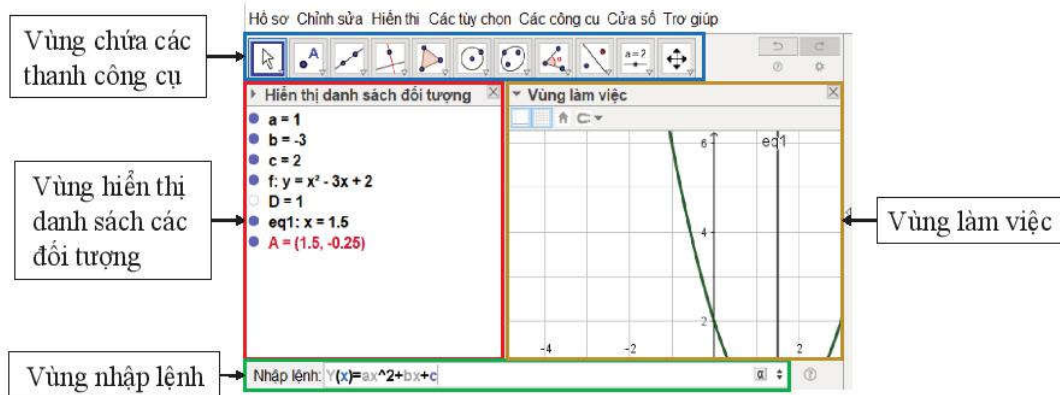 Hồ sơ Chỉnh sửa Hiển thị Các tùy chọn Các công cụ Cửa sổ Trợ giúp
Vùng chứa các
thanh công cụ
A
a=2
Hiển thị danh sách đối tượng
Vùng làm việc
a = 1
b = -3
c = 2
f: y = x² - 3x + 2
D = 1
eq1: x = 1.5
A = (1.5, -0.25)
Vùng hiển thị
danh sách các
đối tượng
6
eq1
4
2
-4
-2
2
Vùng làm việc
Vùng nhập lệnh
Nhập lệnh: Y(x)=ax^2+bx+c
α